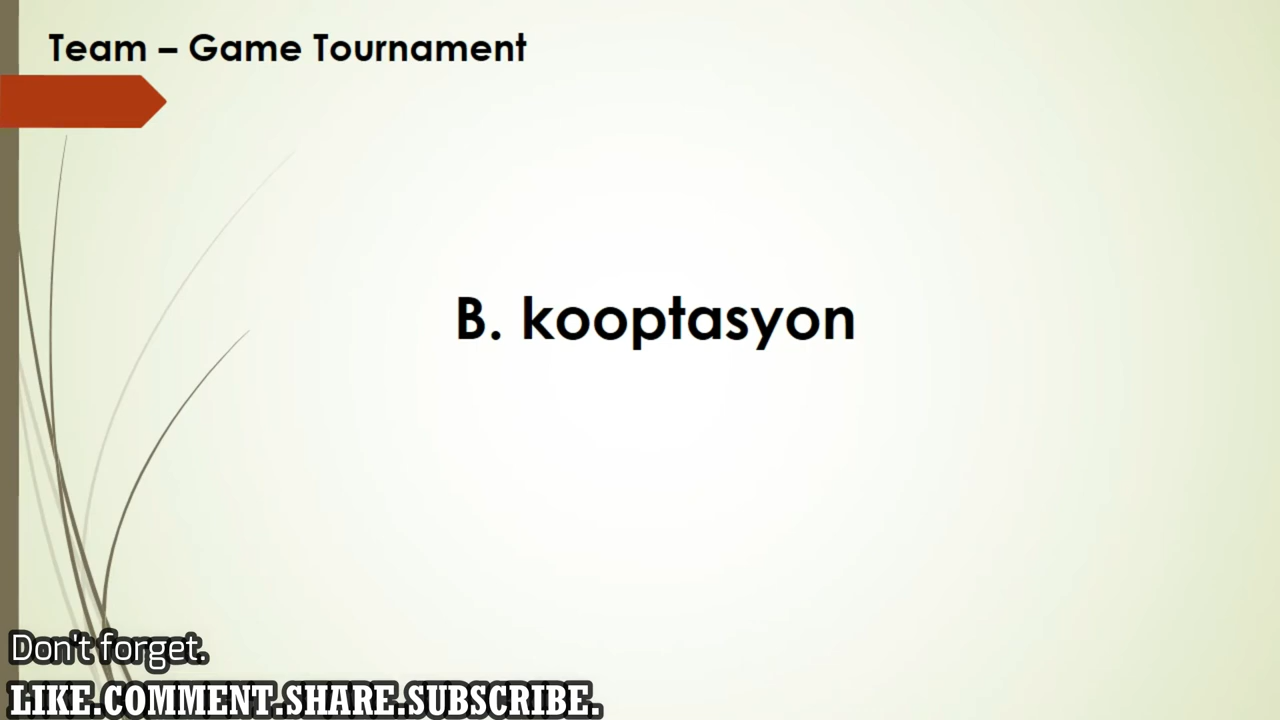 Team – Game Tournament
B. kooptasyon
Don't forget.
LIKE.COMMENT.SHARE.SUBSCRIBE.